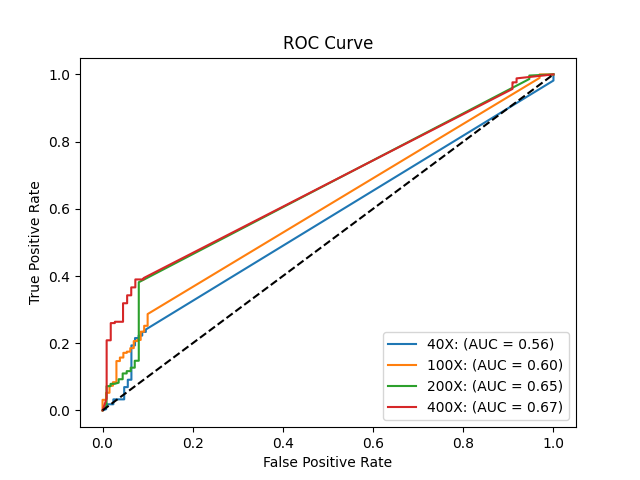 ROC Curve
True Positive Rate
1.0
0.8
0.6
0.4
0.2
0.0
40X: (AUC = 0.56)
100X: (AUC = 0.60)
200X: (AUC = 0.65)
400X: (AUC = 0.67)
0.0 0.2 0.4 0.6 0.8 1.0
False Positive Rate